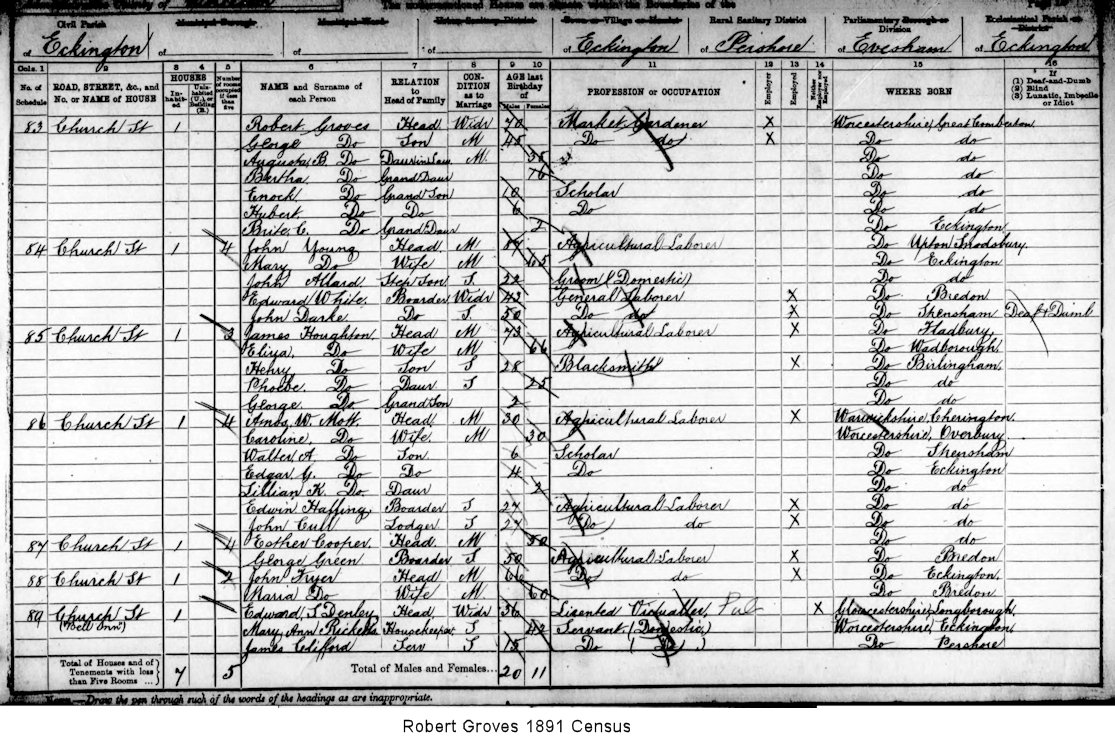 The undermentioned Houses are situate within the Boundaries of the
Civil Parish Municipal Borough Municipal Ward Urban Sanitary District Town or Village or Hamlet Rural Sanitary District Parliamentary Borough or Division Ecclesiastical Parish or District
of Eckington of of of of Eckington of Pershore of Evesham of Eckington
Cols. 1 2 3 4 5 6 7 8 9 10 11 12 13 14 15 16
No. of Schedule ROAD, STREET, &c., and No. or NAME of HOUSE HOUSES Inhabited Uninhabited (U.) or Building (B.) Number of rooms occupied if less than five NAME and Surname of each Person RELATION to Head of Family CONDITION as to Marriage AGE last Birthday of Males Females PROFESSION or OCCUPATION Employer Employed Neither Employer nor Employed WHERE BORN If (1) Deaf-and-Dumb (2) Blind (3) Lunatic, Imbecile or Idiot
83 Church St 1 Robert Groves Head Widr 70 Market Gardener X Worcestershire, Great Comberton
George Do Son M 45 Do do X Do do
Augusta B. Do Daur in Law M 35 Do do
Bertha Do Grand Daur 16 Do do
Enoch Do Grand Son 10 Scholar Do do
Hubert Do Do 6 Do Do do
C. Do Grand Daur 2 Do Eckington
84 Church St 1 4 John Young Head M Agricultural Laborer Do Upton Snodsbury
Mary Do Wife M 65 Do Eckington
John Allard Step Son S 22 Groom (Domestic) Do do
Edward White Boarder Widr 43 General Laborer X Do Bredon
John Darke Do S 50 Do do X Do Shensham Deaf & Dumb
85 Church St 1 3 James Houghton Head M 73 Agricultural Laborer X Do Fladbury
Eliza Do Wife M 66 Do Wadborough
Henry Do Son S 28 Blacksmith X Do Birlingham
Phoebe Do Daur S 25 Do do
George Do Grand Son 2 Do do
86 Church St 1 4 Amos W. Mott Head M 30 Agricultural Laborer X Warwickshire, Cherington
Caroline Do Wife M 30 Worcestershire, Overbury
Walter A. Do Son 6 Scholar Do Shensham
Edgar G. Do Do 4 Do Do Eckington
Lillian K. Do Daur 2 Do do
Edwin Boarder S 27 Agricultural Laborer X Do do
John Cull Lodger S 27 Do do X Do do
87 Church St 1 4 Esther Cooper Head M 50 Do do
George Green Boarder S 50 Agricultural Laborer X Do Bredon
88 Church St 1 2 John Fryer Head M 66 Do do X Do Eckington
Maria Do Wife M 60 Do Bredon
89 Church St ("Bell Inn") 1 Edward S. Denley Head Widr 36 Lisented Victualler Pub X Gloucestershire, Longborough
Mary Ann Ricketts Housekeeper S 42 Servant (Domestic) Worcestershire, Eckington
James Clifford Serv S 15 Do (Do) Do Pershore
Total of Houses and of Tenements with less than Five Rooms ... 7 5 Total of Males and Females... 20 11
Note.—Draw the pen through such of the words of the headings as are inappropriate.
Robert Groves 1891 Census